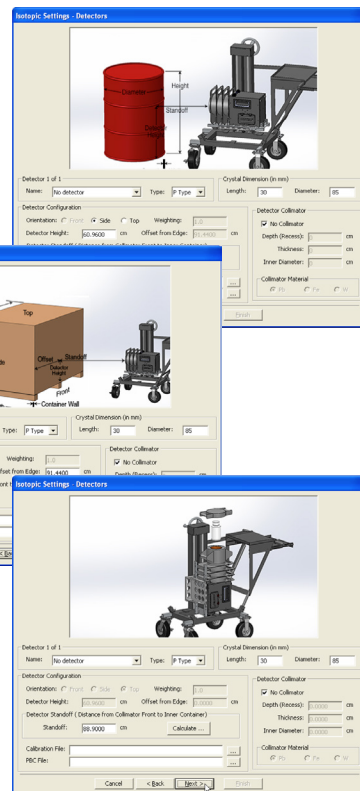 Isotopic Settings - Detectors
Diameter
Height
Standoff
Detector
Height
Detector 1 of 1
Crystal Dimension (in mm)
Name: No detector Type: P Type Length: 30 Diameter: 85
Detector Configuration
Detector Collimator
Orientation: Front Side Top Weighting: 1.0
No Collimator
Detector Height: 60.9600 cm Offset from Edge: 91.4400 cm
Depth (Recess): cm
Thickness: cm
Inner Diameter: cm
Collimator Material
Pb Fe W
...
...
Finish
Top
Offset
Standoff
Detector
Height
Front
Container Wall
Crystal Dimension (in mm)
Type: P Type Length: 30 Diameter: 85
Weighting: 1.0
Detector Collimator
No Collimator
from Edge: 91.4400 cm
Depth (Recess): cm
Isotopic Settings - Detectors
Detector 1 of 1
Crystal Dimension (in mm)
Name: No detector Type: P Type Length: 30 Diameter: 85
Detector Configuration
Detector Collimator
Orientation: Front Side Top Weighting: 1.0
No Collimator
Detector Height: 60.9600 cm Offset from Edge: 0.0000 cm
Depth (Recess): 0.0000 cm
Detector Standoff ( Distance from Collimator Front to Inner Container)
Thickness: 0.0000 cm
Standoff: 88.9000 cm Calculate ...
Inner Diameter: 0.0000 cm
Calibration File: ...
Collimator Material
PBC File: ...
Pb Fe W
Cancel < Back Next > Finish